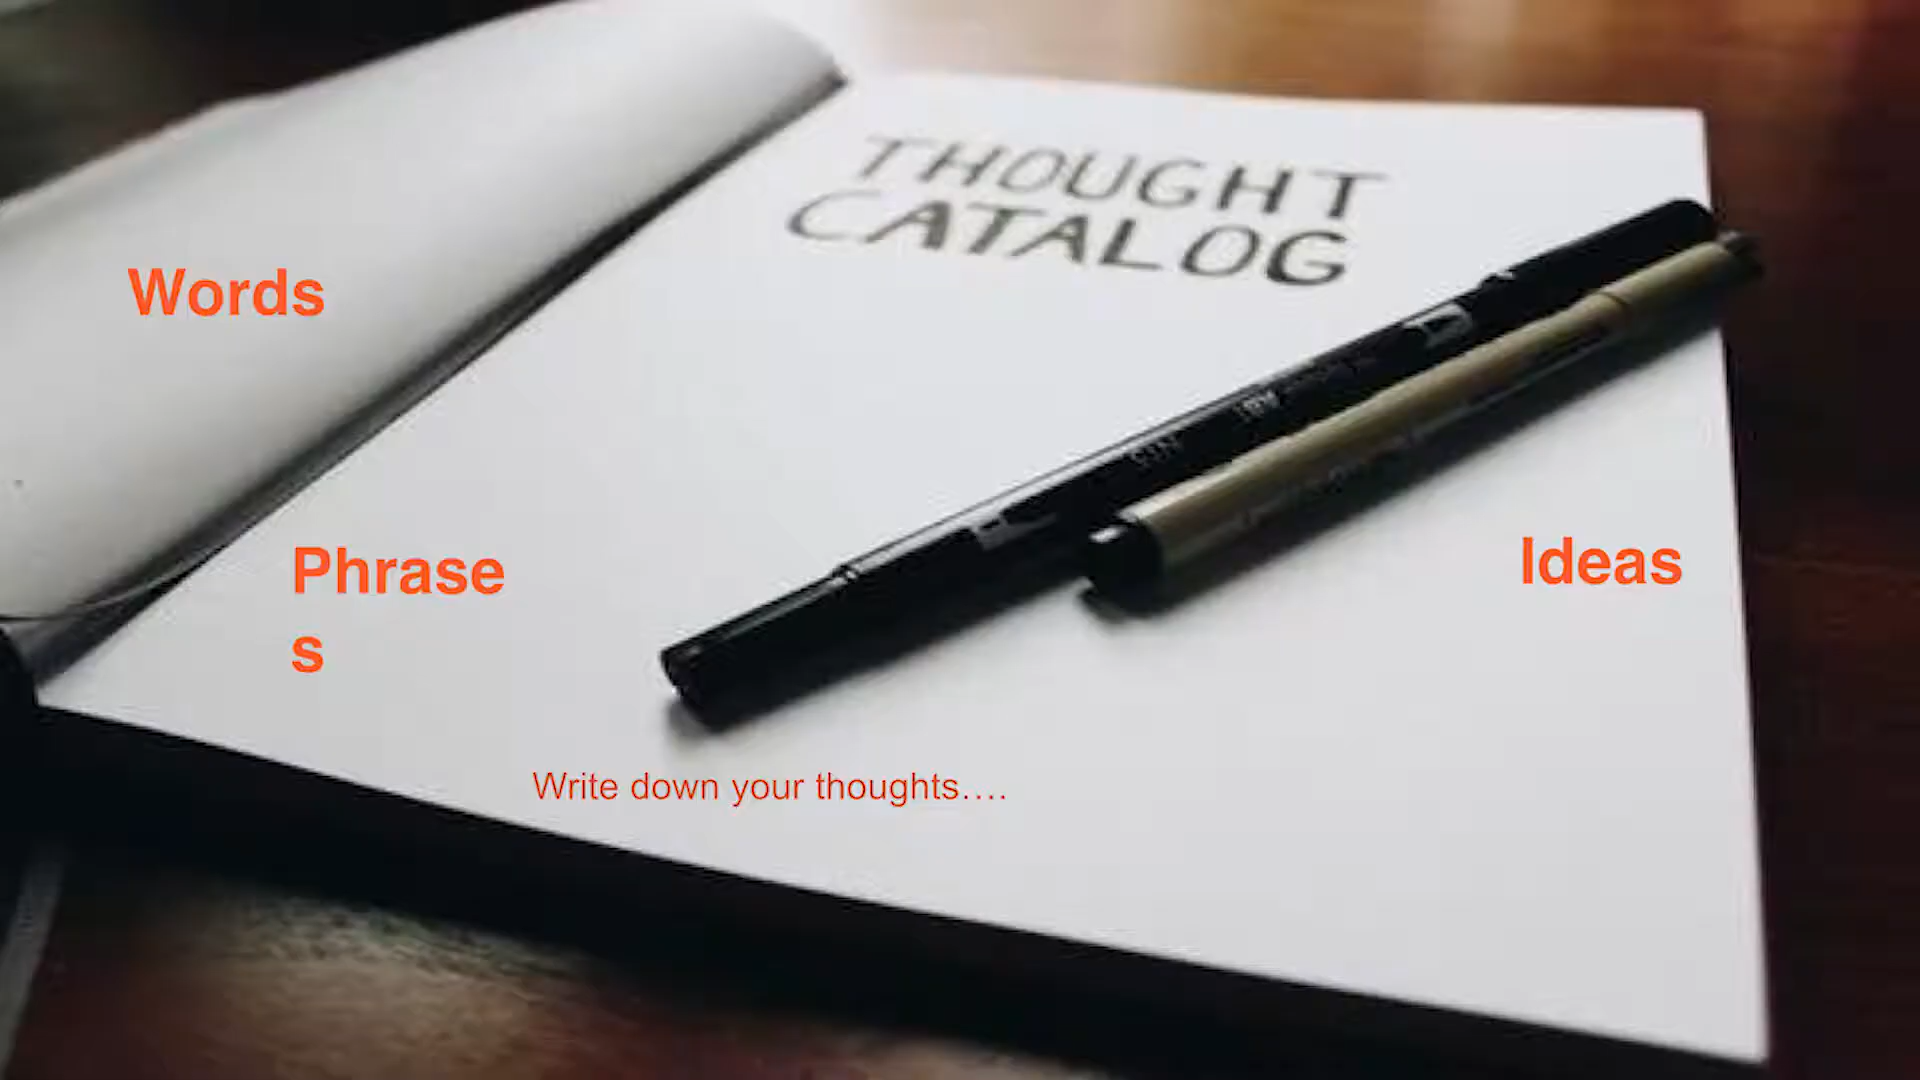 THOUGHT
CATALOG
Words
Phrase
s
Ideas
Write down your thoughts....